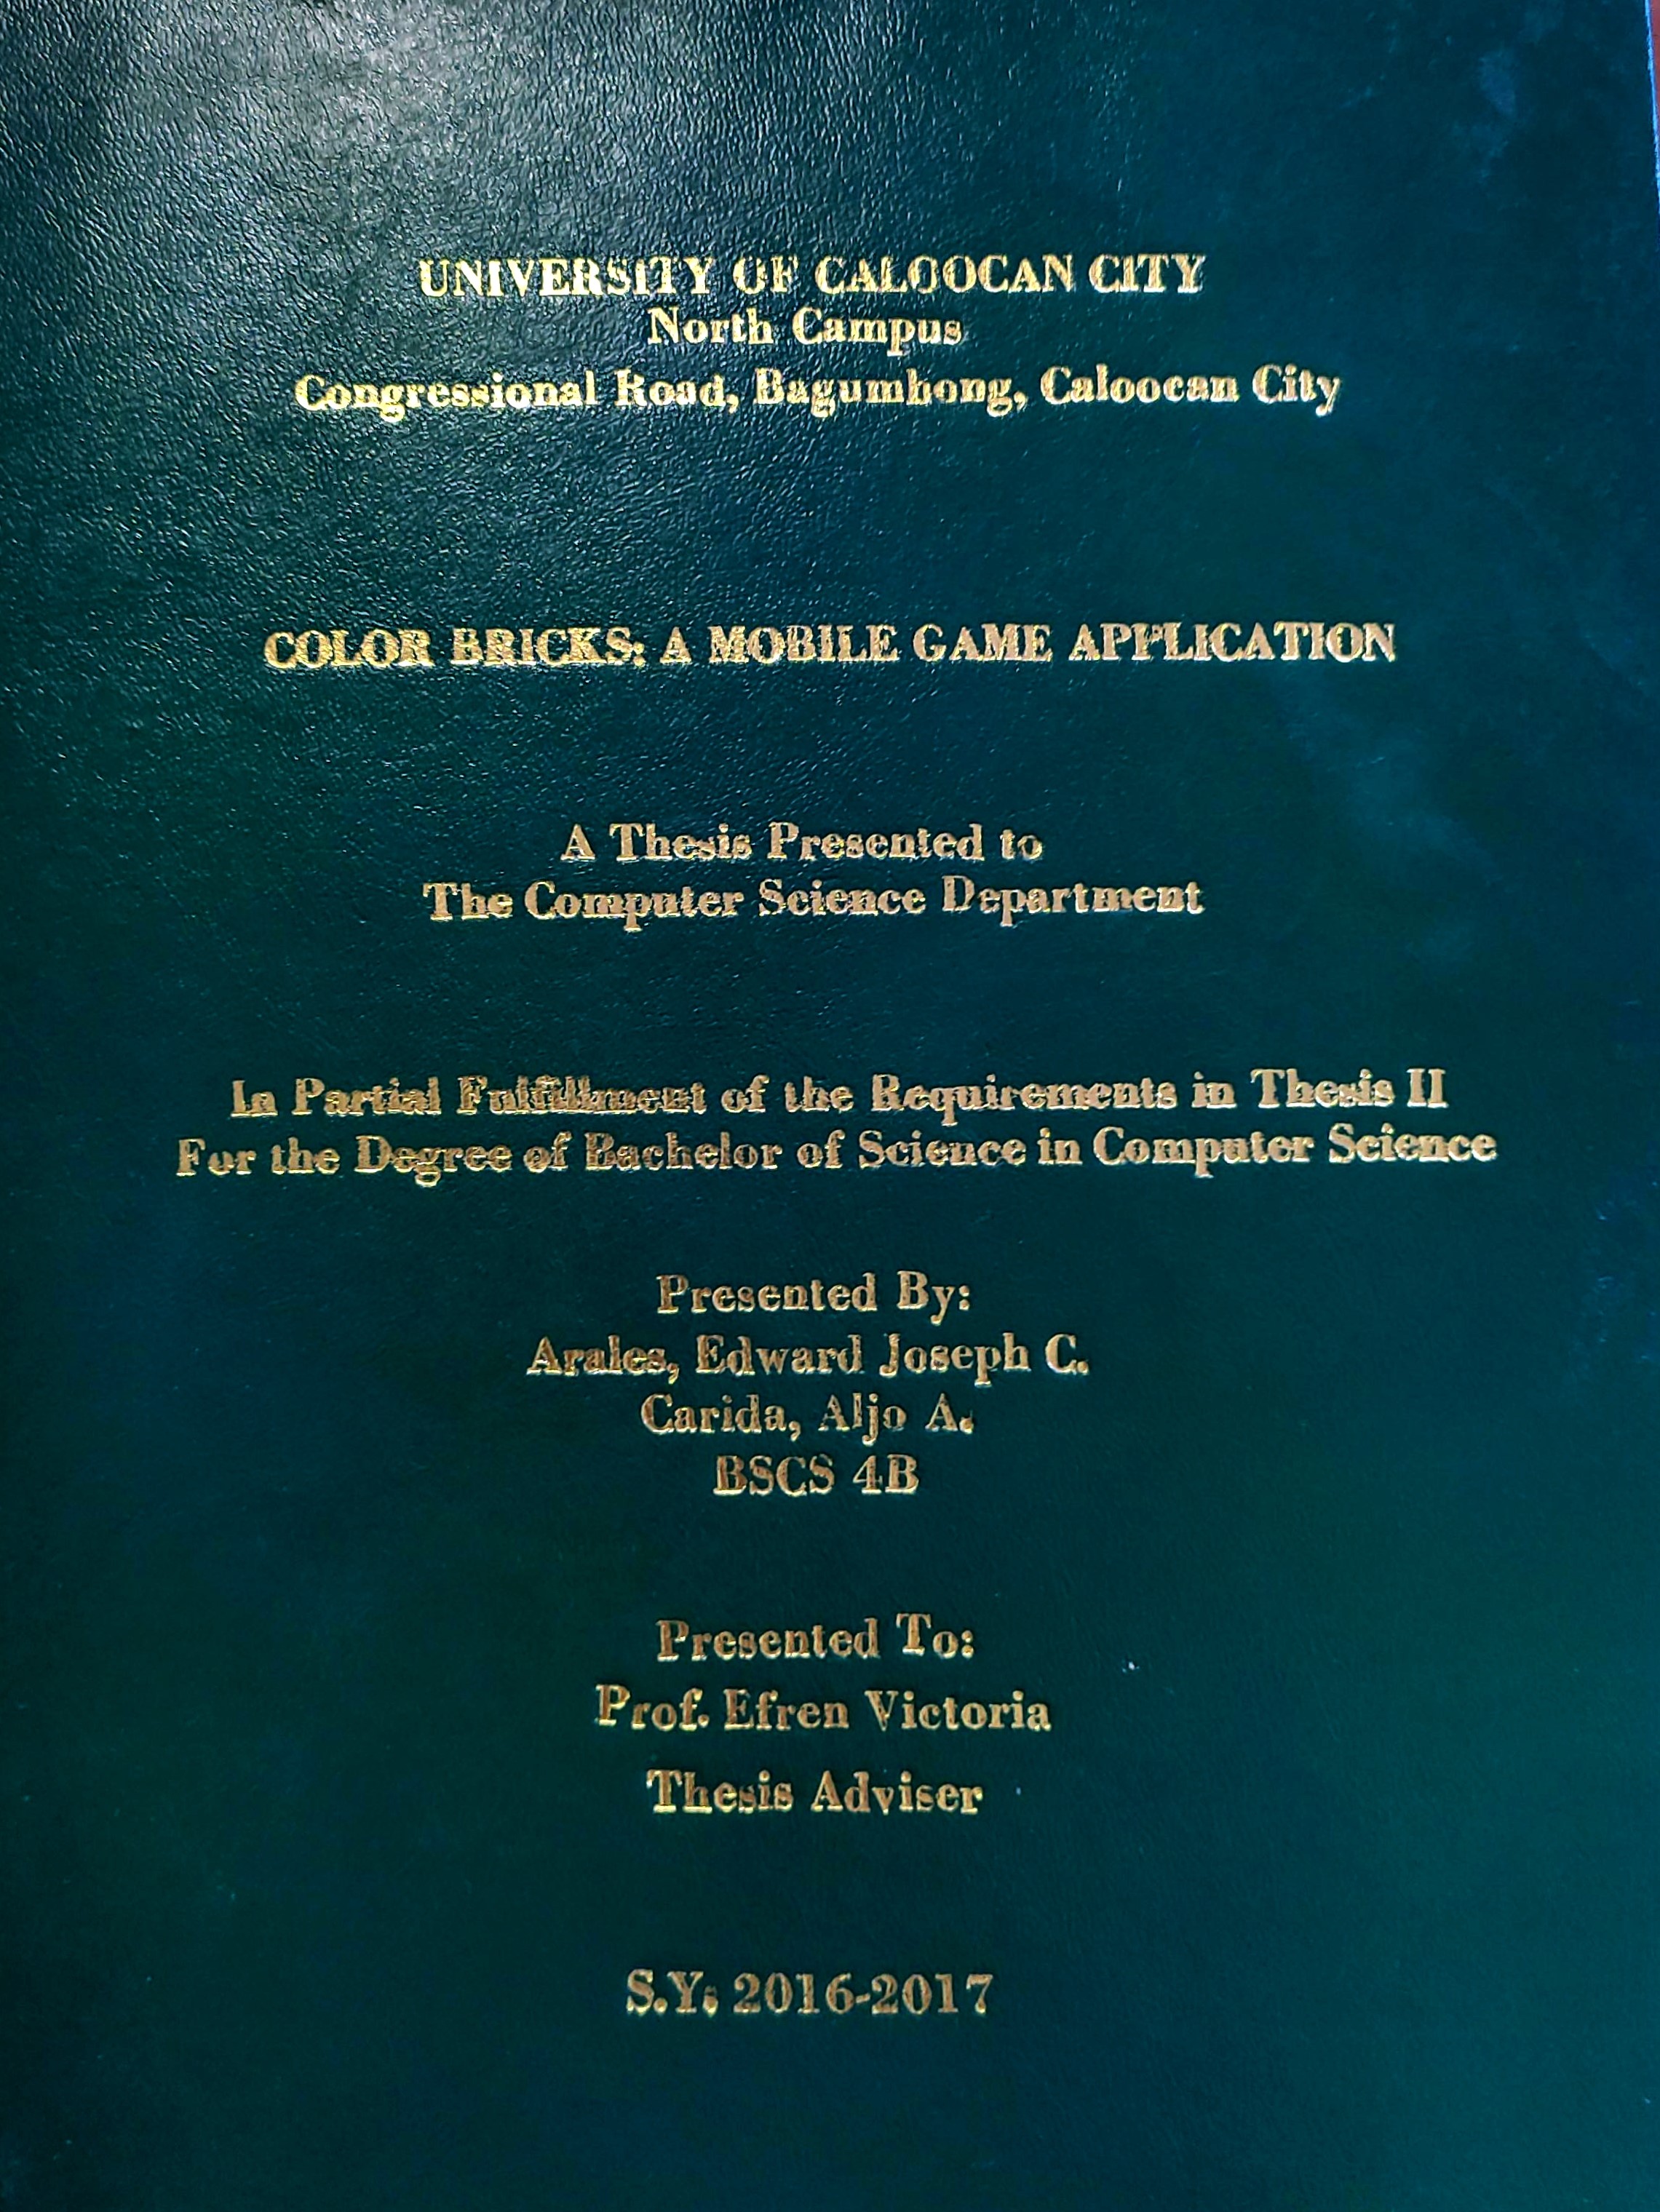 UNIVERSITY OF CALOOCAN CITY
North Campus
Congressional Road, Bagumbong, Caloocan City
COLOR BRICKS: A MOBILE GAME APPLICATION
A Thesis Presented to
The Computer Science Department
In Partial Fulfillment of the Requirements in Thesis II
For the Degree of Bachelor of Science in Computer Science
Presented By:
Arales, Edward Joseph C.
Carida, Aljo A.
BSCS 4B
Presented To:
Prof. Efren Victoria
Thesis Adviser
S.Y: 2016-2017